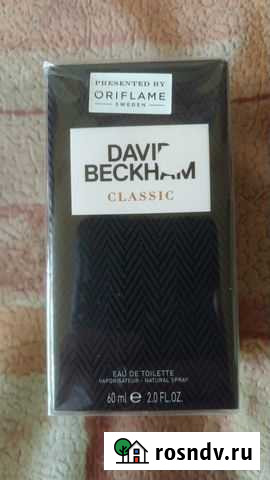 PRESENTED BY
ORIFLAME
SWEDEN
DAVID
BECKHAM
CLASSIC
EAU DE TOILETTE
VAPORISATEUR - NATURAL SPRAY
60 ml e 2.0 FL.OZ.
rosndv.ru